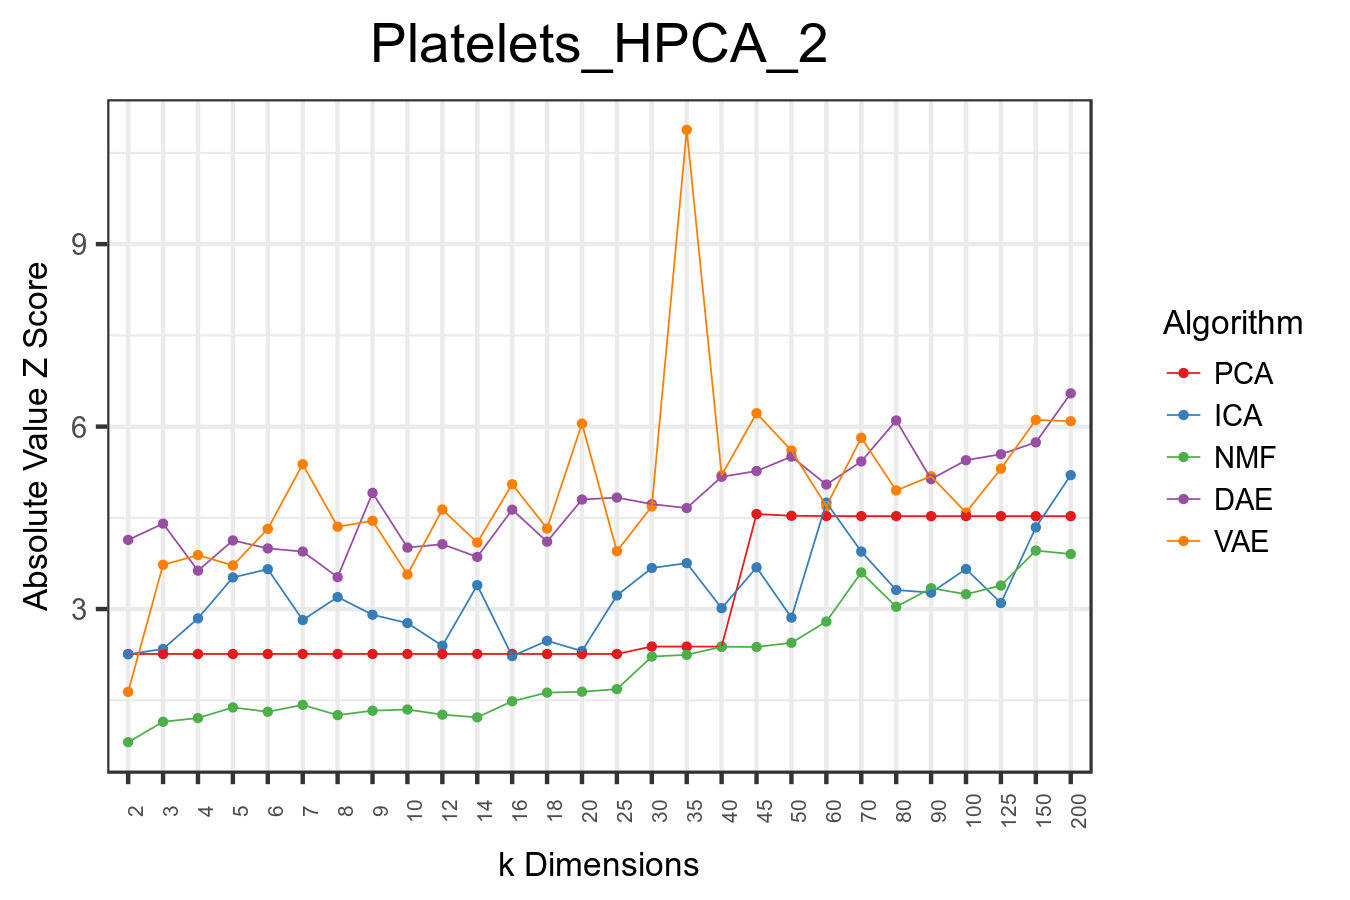 Platelets_HPCA_2
Absolute Value Z Score
9
6
3
2 3 4 5 6 7 8 9 10 12 14 16 18 20 25 30 35 40 45 50 60 70 80 90 100 125 150 200
k Dimensions
Algorithm
PCA
ICA
NMF
DAE
VAE